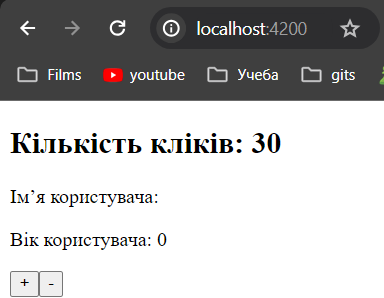 localhost:4200
Films youtube Учеба gits
Кількість кліків: 30
Ім’я користувача:
Вік користувача: 0
+ -